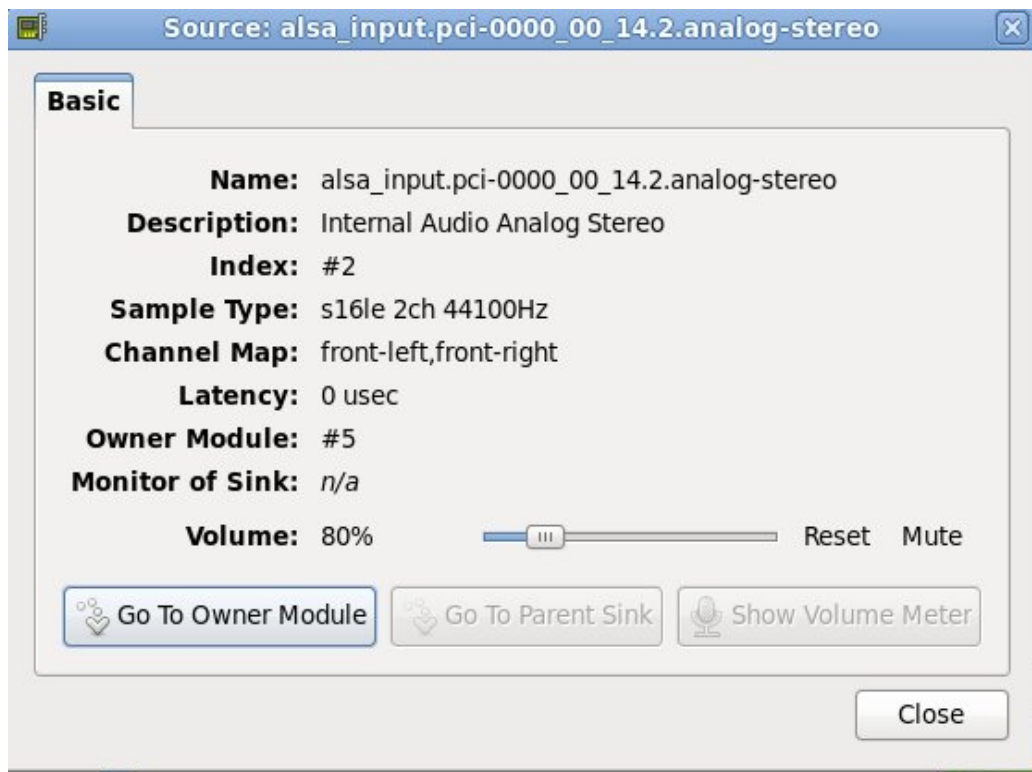 Source: alsa_input.pci-0000_00_14.2.analog-stereo
Basic
Name: alsa_input.pci-0000_00_14.2.analog-stereo
Description: Internal Audio Analog Stereo
Index: #2
Sample Type: s16le 2ch 44100Hz
Channel Map: front-left,front-right
Latency: 0 usec
Owner Module: #5
Monitor of Sink: n/a
Volume: 80% Reset Mute
Go To Owner Module Go To Parent Sink Show Volume Meter
Close